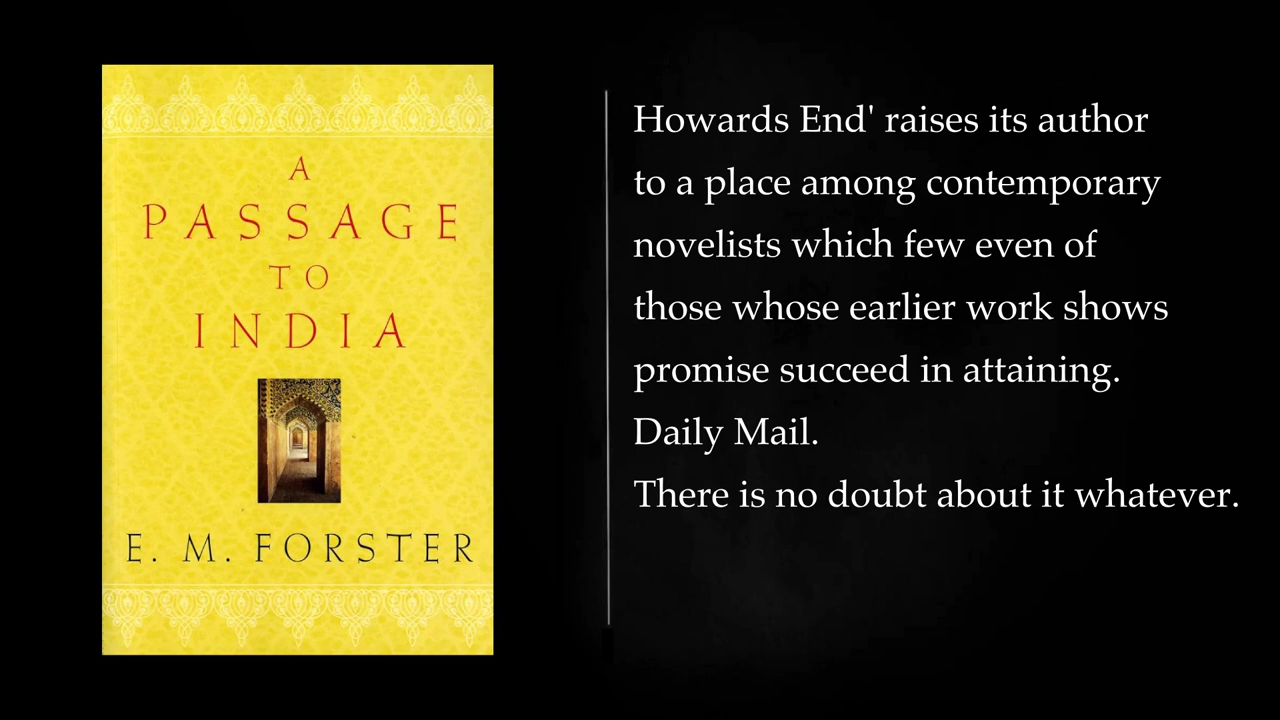 A
PASSAGE
TO
INDIA
E. M. FORSTER
Howards End' raises its author
to a place among contemporary
novelists which few even of
those whose earlier work shows
promise succeed in attaining.
Daily Mail.
There is no doubt about it whatever.